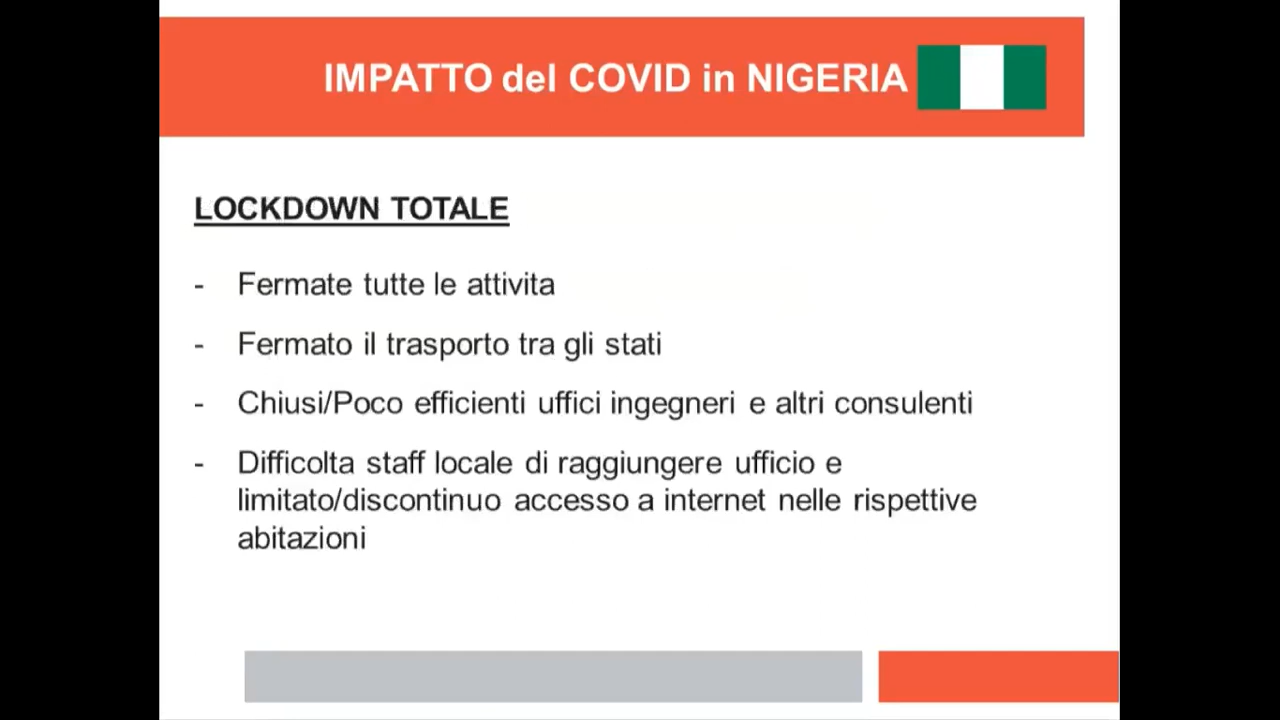 IMPATTO del COVID in NIGERIA
LOCKDOWN TOTALE
- Fermate tutte le attivita
- Fermato il trasporto tra gli stati
- Chiusi/Poco efficienti uffici ingegneri e altri consulenti
- Difficolta staff locale di raggiungere ufficio e
limitato/discontinuo accesso a internet nelle rispettive
abitazioni